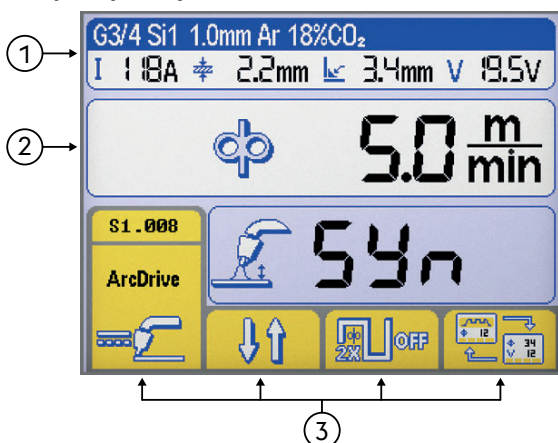 G3/4 Si1 1.0mm Ar 18%CO₂
1
I 118A 2.2mm 3.4mm V 19.5V
2
5.0 m/min
S1.008
Syn
ArcDrive
2X OFF
12
Φ 34
V 12
3